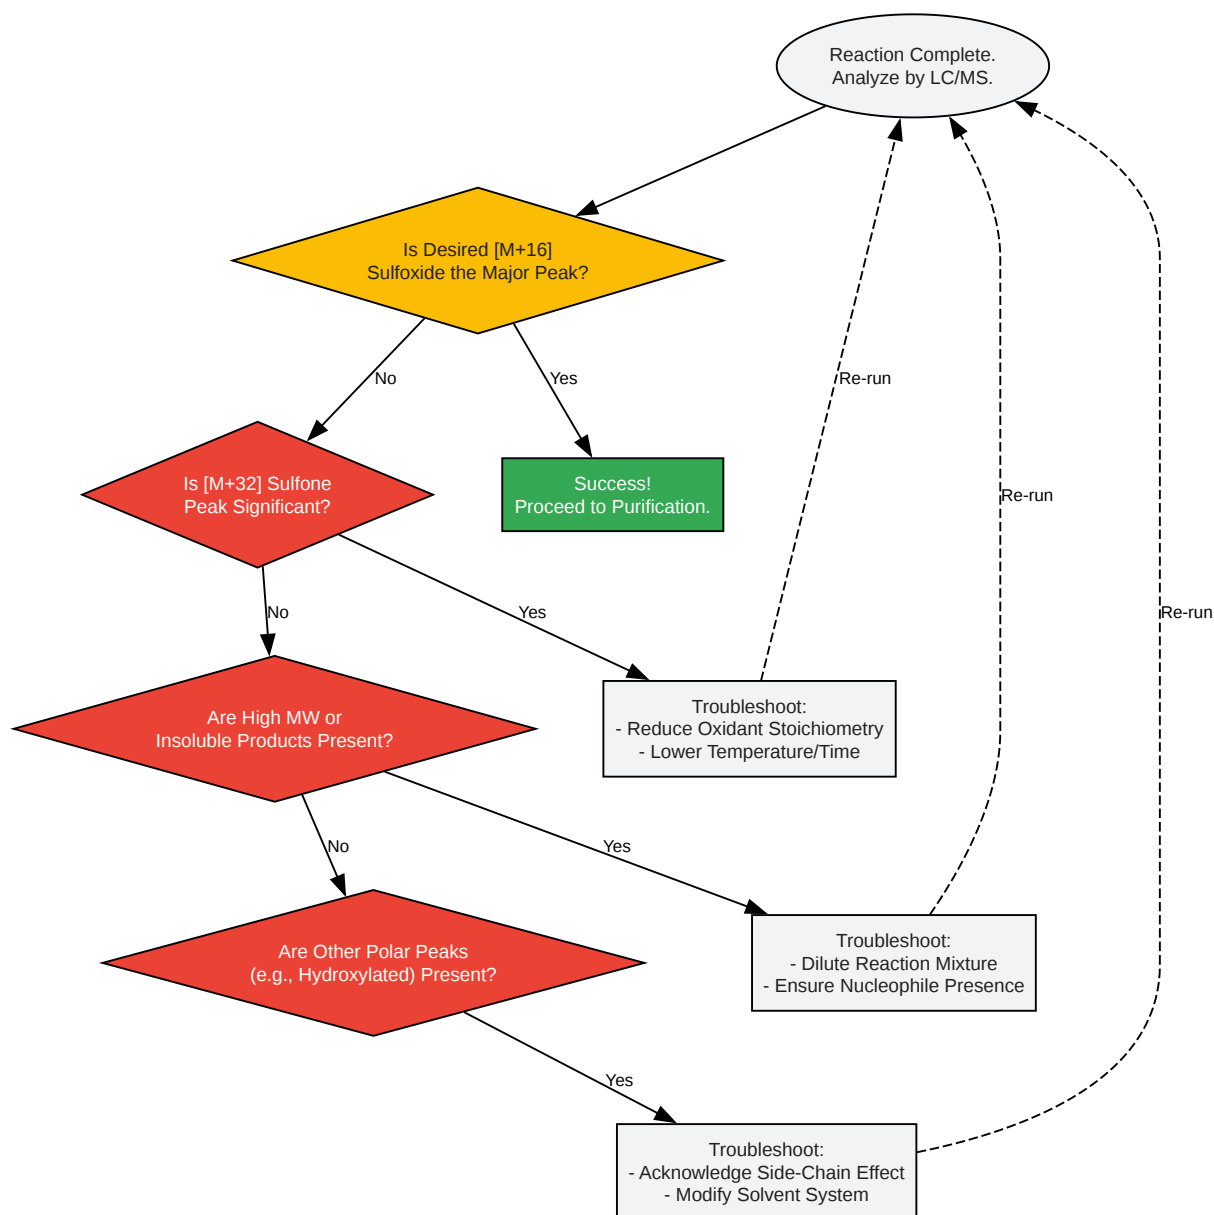 Reaction Complete.
Analyze by LC/MS.
Is Desired [M+16]
Sulfoxide the Major Peak?
No
Yes
Re-run
Is [M+32] Sulfone
Peak Significant?
Success!
Proceed to Purification.
Re-run
No
Yes
Re-run
Are High MW or
Insoluble Products Present?
Troubleshoot:
- Reduce Oxidant Stoichiometry
- Lower Temperature/Time
No
Yes
Are Other Polar Peaks
(e.g., Hydroxylated) Present?
Troubleshoot:
- Dilute Reaction Mixture
- Ensure Nucleophile Presence
Yes
Troubleshoot:
- Acknowledge Side-Chain Effect
- Modify Solvent System